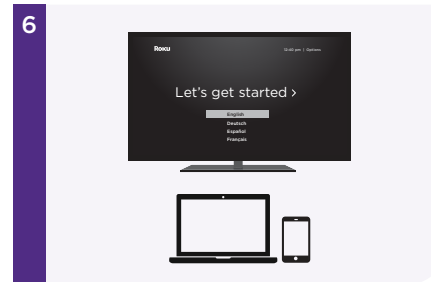 6
Roku
12:40 pm | Options
Let's get started >
English
Deutsch
Español
Français